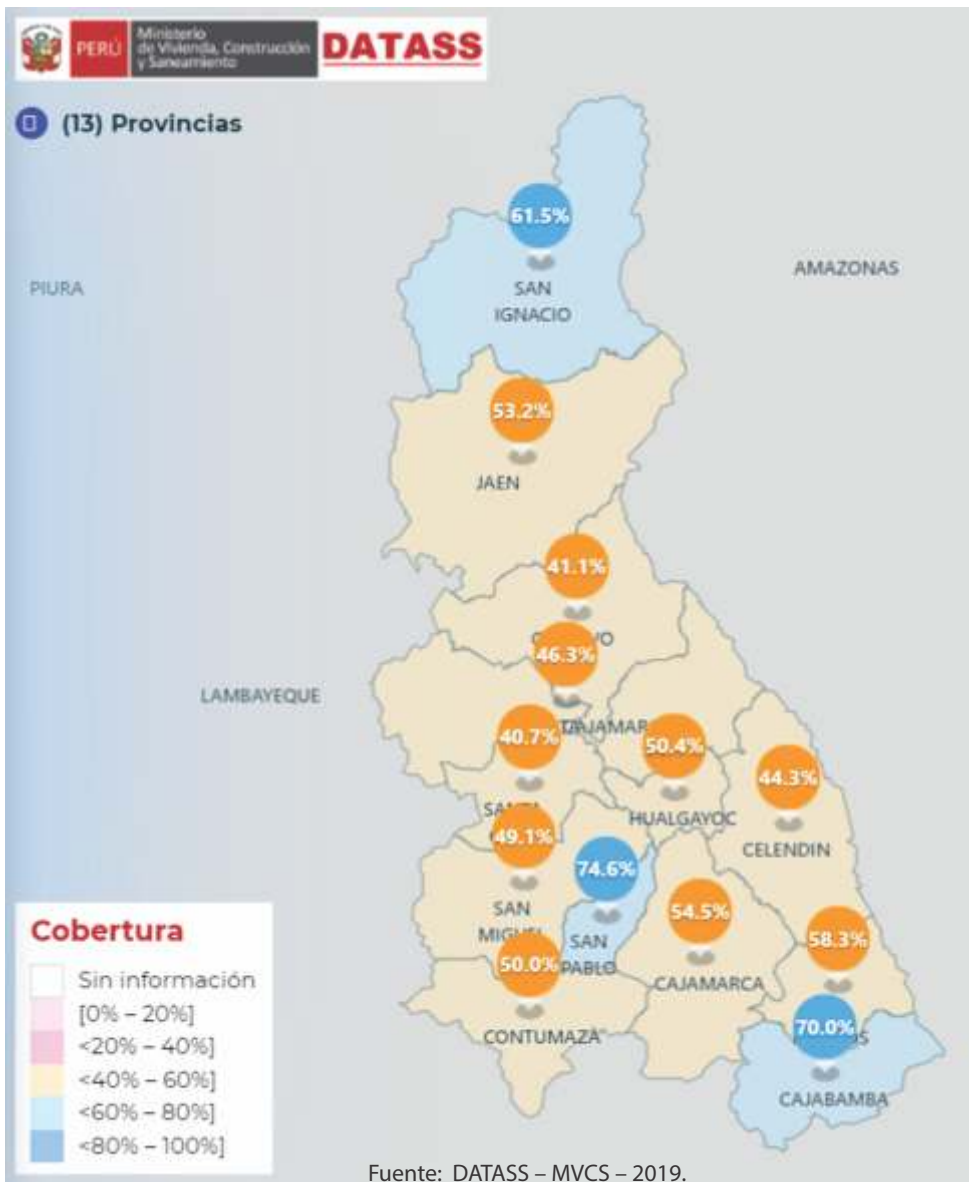 PERÚ
Ministerio
de Vivienda, Construcción
y Saneamiento
DATASS
(13) Provincias
61.5%
SAN
IGNACIO
AMAZONAS
PIURA
53.2%
JAEN
41.1%
46.3%
LAMBAYEQUE
40.7%
50.4%
HUALGAYOC
44.3%
CELENDIN
49.1%
SAN
74.6%
SAN
PABLO
54.5%
CAJAMARCA
58.3%
50.0%
CONTUMAZA
70.0%
CAJABAMBA
Cobertura
Sin información
[0% – 20%]
<20% – 40%]
<40% – 60%]
<60% – 80%]
<80% – 100%]
Fuente: DATASS – MVCS – 2019.